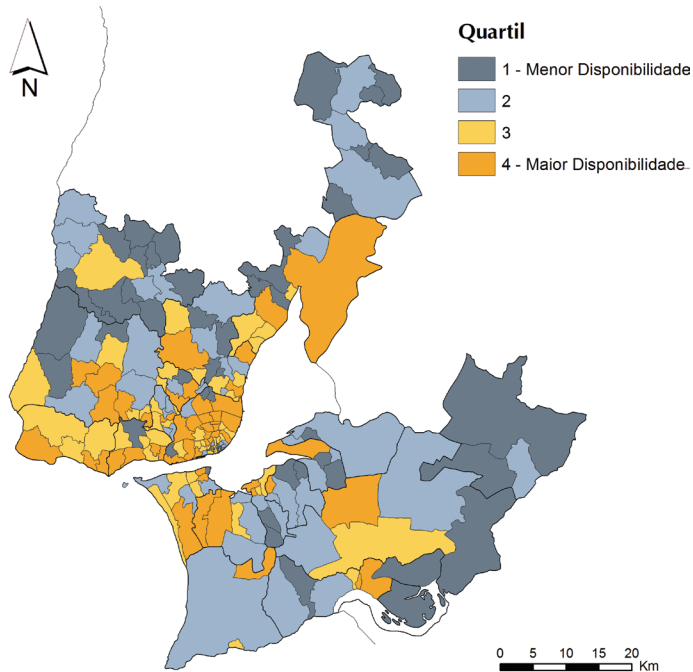 N
Quartil
1 - Menor Disponibilidade
2
3
4 - Maior Disponibilidade
0 5 10 15 20
Km